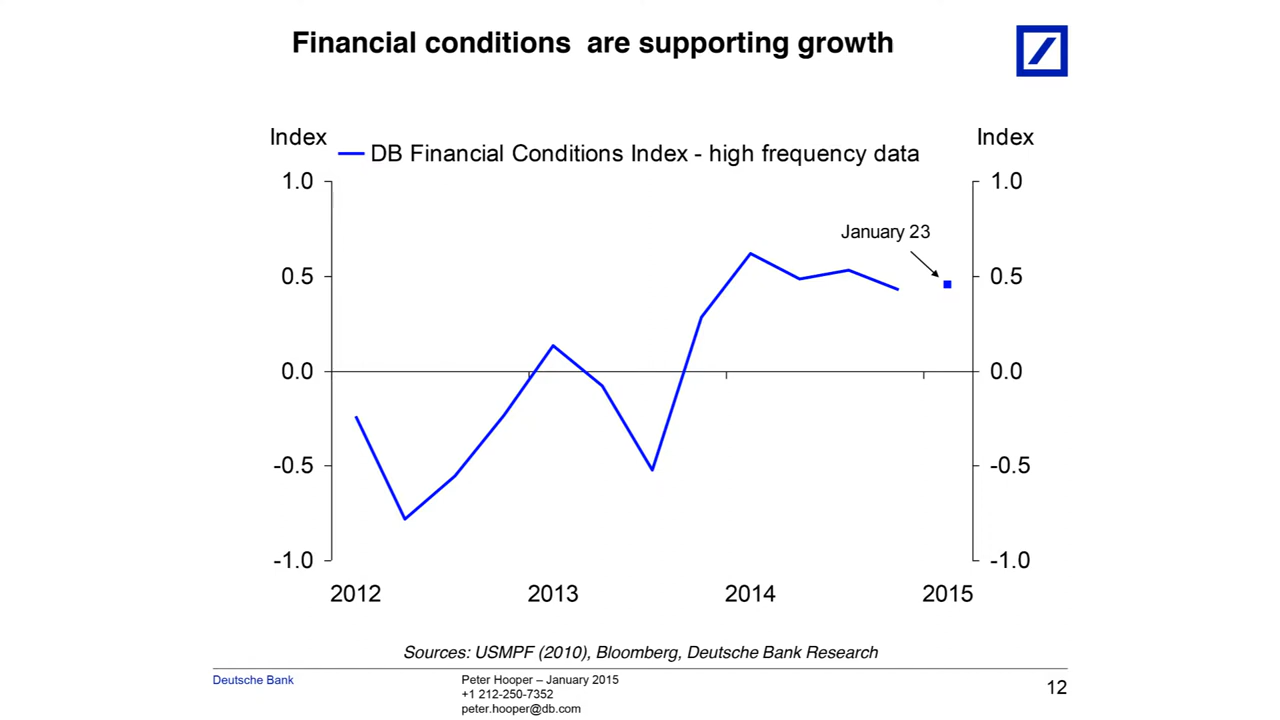 Financial conditions are supporting growth
Index
Index
DB Financial Conditions Index - high frequency data
1.0
1.0
January 23
0.5
0.5
0.0
0.0
-0.5
-0.5
-1.0
-1.0
2012
2013
2014
2015
Sources: USMPF (2010), Bloomberg, Deutsche Bank Research
Deutsche Bank
Peter Hooper – January 2015
+1 212-250-7352
peter.hooper@db.com
12